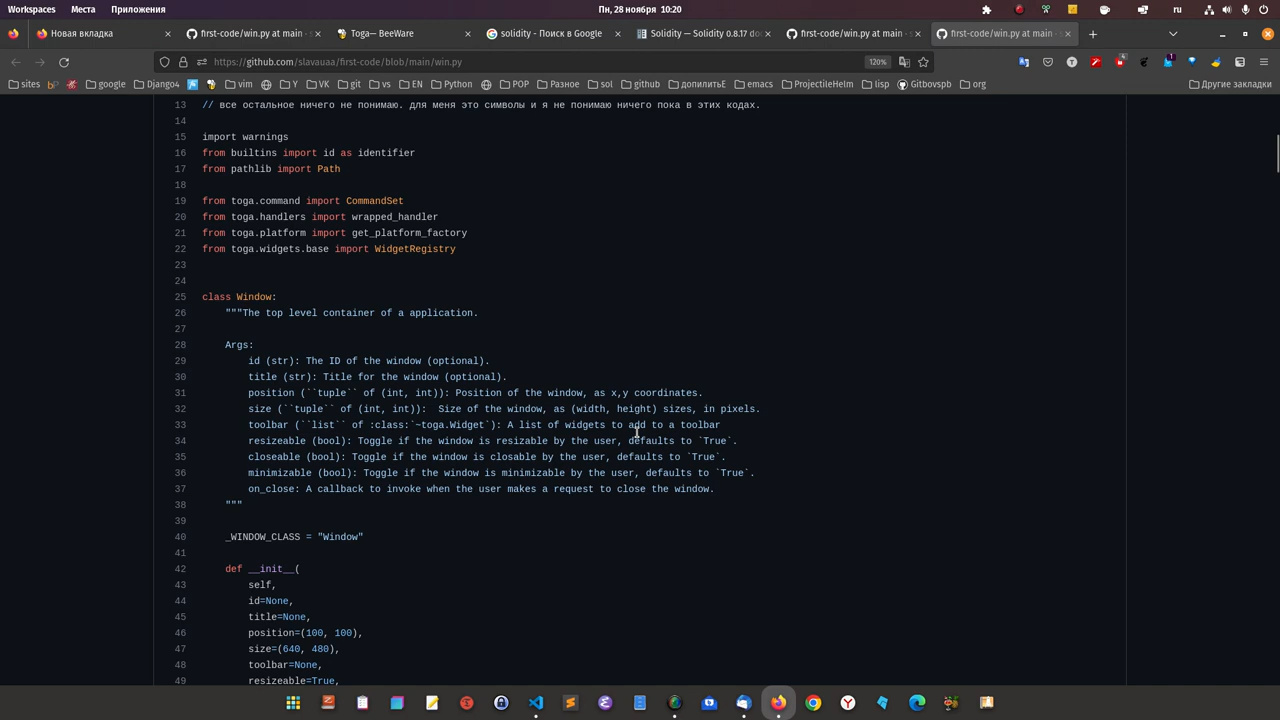 Workspaces Места Приложения Пн, 28 ноября 10:20 ru
Новая вкладка first-code/win.py at main · s Toga— BeeWare solidity - Поиск в Google Solidity — Solidity 0.8.17 do first-code/win.py at main · s first-code/win.py at main · s
https://github.com/slavauaa/first-code/blob/main/win.py 120%
sites google Django vim Y VK git vs EN Python POP Разное sol github допилитьЕ emacs ProjectileHelm lisp Gitbovspb org Другие закладки
13 // все остальное ничего не понимаю. для меня это символы и я не понимаю ничего пока в этих кодах.
14
15 import warnings
16 from builtins import id as identifier
17 from pathlib import Path
18
19 from toga.command import CommandSet
20 from toga.handlers import wrapped_handler
21 from toga.platform import get_platform_factory
22 from toga.widgets.base import WidgetRegistry
23
24
25 class Window:
26 """The top level container of a application.
27
28 Args:
29 id (str): The ID of the window (optional).
30 title (str): Title for the window (optional).
31 position (``tuple`` of (int, int)): Position of the window, as x,y coordinates.
32 size (``tuple`` of (int, int)):  Size of the window, as (width, height) sizes, in pixels.
33 toolbar (``list`` of :class:`~toga.Widget`): A list of widgets to add to a toolbar
34 resizeable (bool): Toggle if the window is resizable by the user, defaults to `True`.
35 closeable (bool): Toggle if the window is closable by the user, defaults to `True`.
36 minimizable (bool): Toggle if the window is minimizable by the user, defaults to `True`.
37 on_close: A callback to invoke when the user makes a request to close the window.
38 """
39
40 _WINDOW_CLASS = "Window"
41
42 def __init__(
43 self,
44 id=None,
45 title=None,
46 position=(100, 100),
47 size=(640, 480),
48 toolbar=None,
49 resizeable=True,